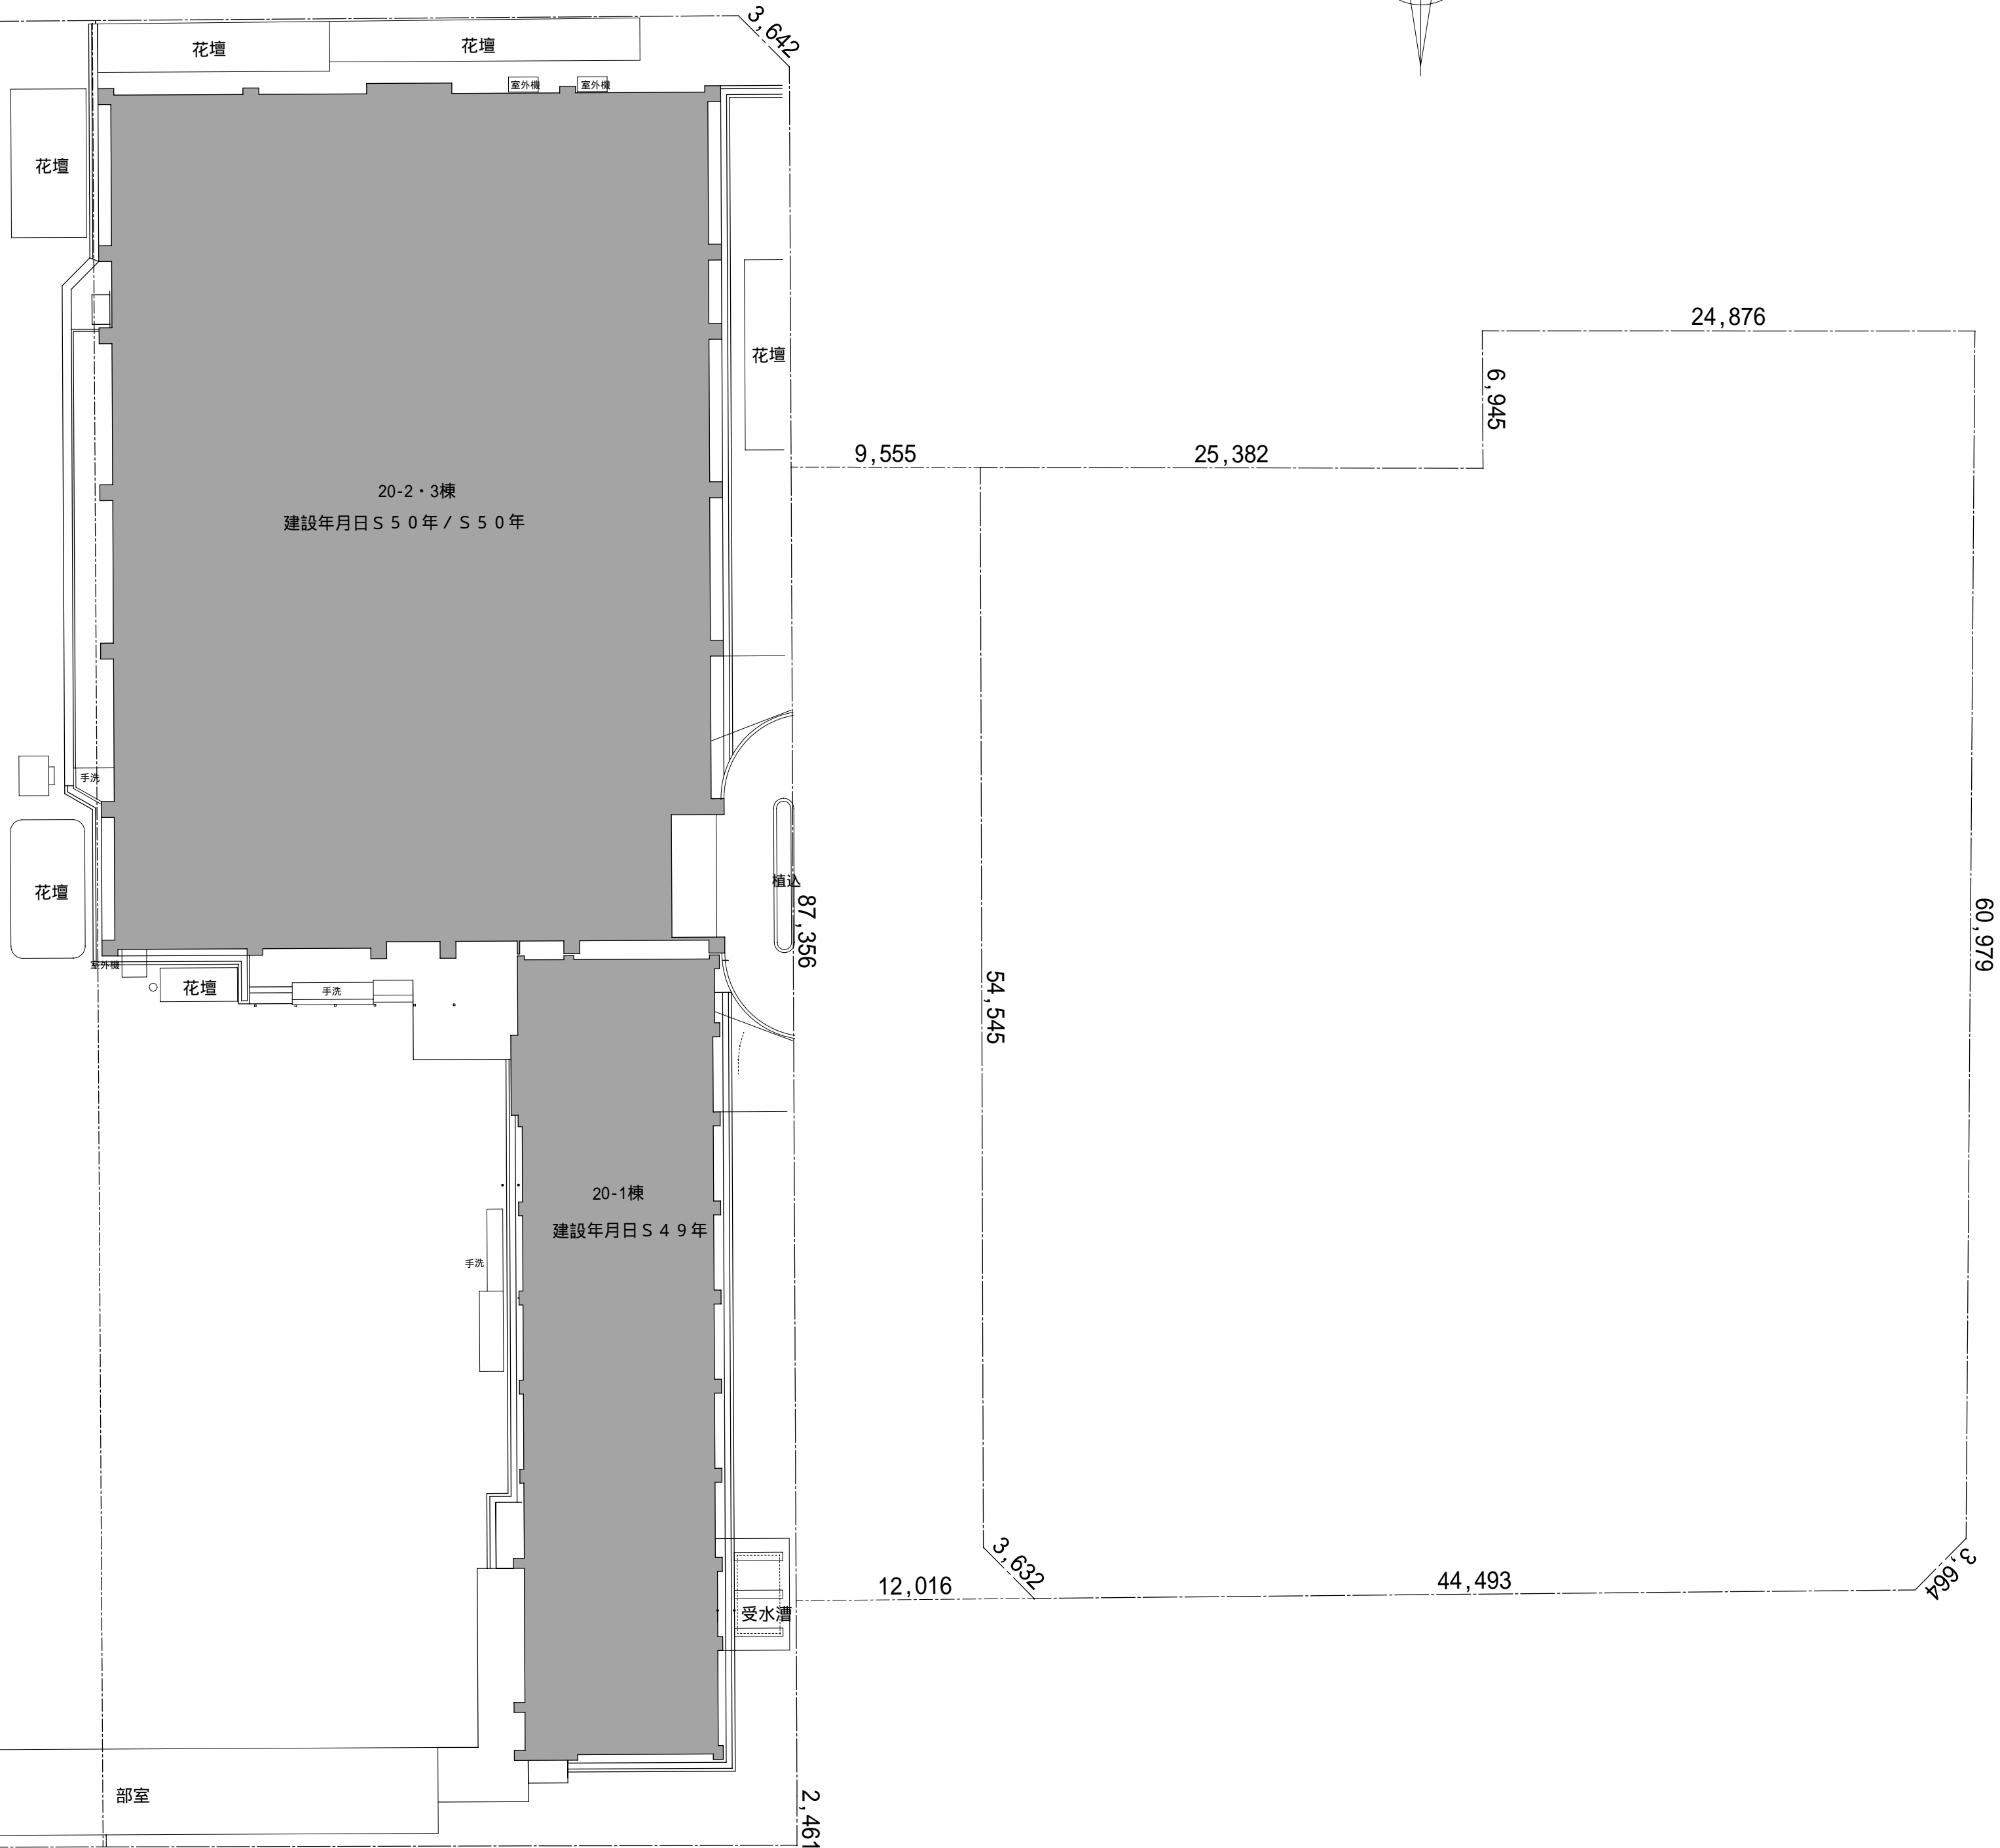 3,642
花壇
花壇
室外機
室外機
花壇
24,876
花壇
6,945
9,555
25,382
20-2・3棟
建設年月日Ｓ５０年/Ｓ５０年
手洗
植込
花壇
87,356
60,979
室外機
花壇
手洗
54,545
20-1棟
建設年月日Ｓ４９年
手洗
3,632
3,664
12,016
44,493
受水漕
部室
2,461